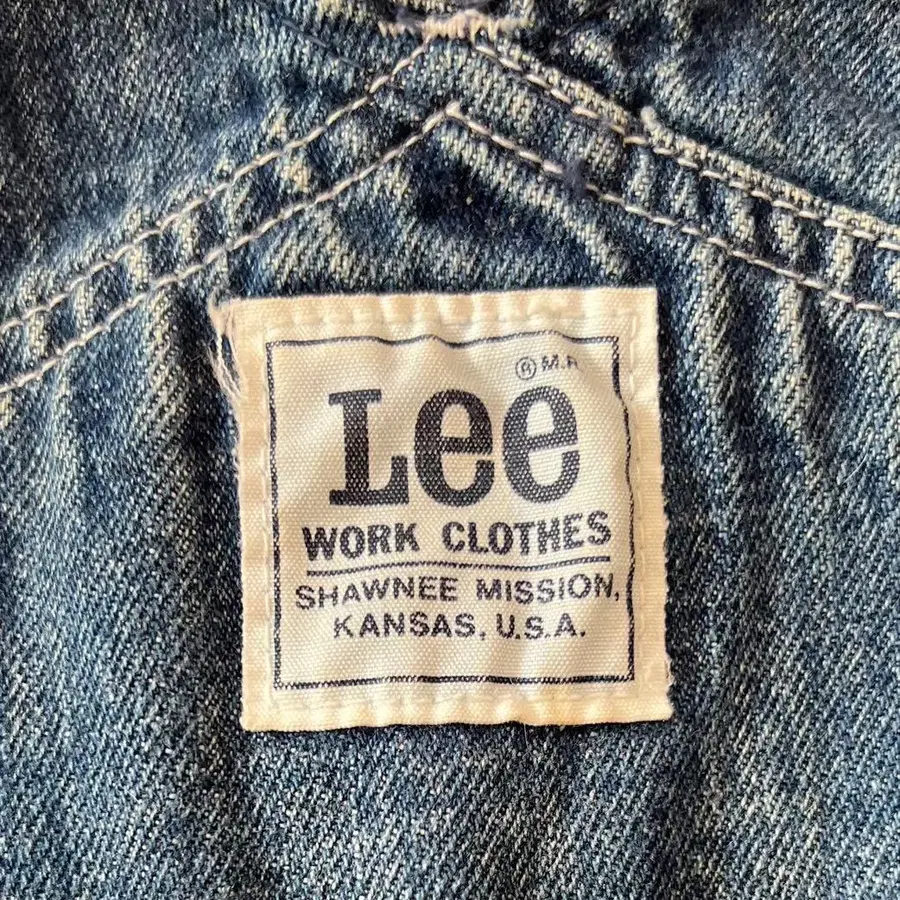 ® M.R.
Lee
WORK CLOTHES
SHAWNEE MISSION,
KANSAS, U.S.A.